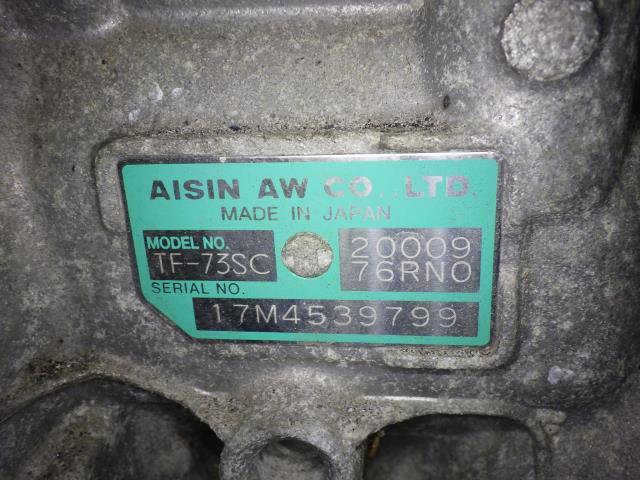 AISIN AW CO.,LTD.
MADE IN JAPAN
MODEL NO.
TF-73SC
20009
76RN0
SERIAL NO.
17M4539799